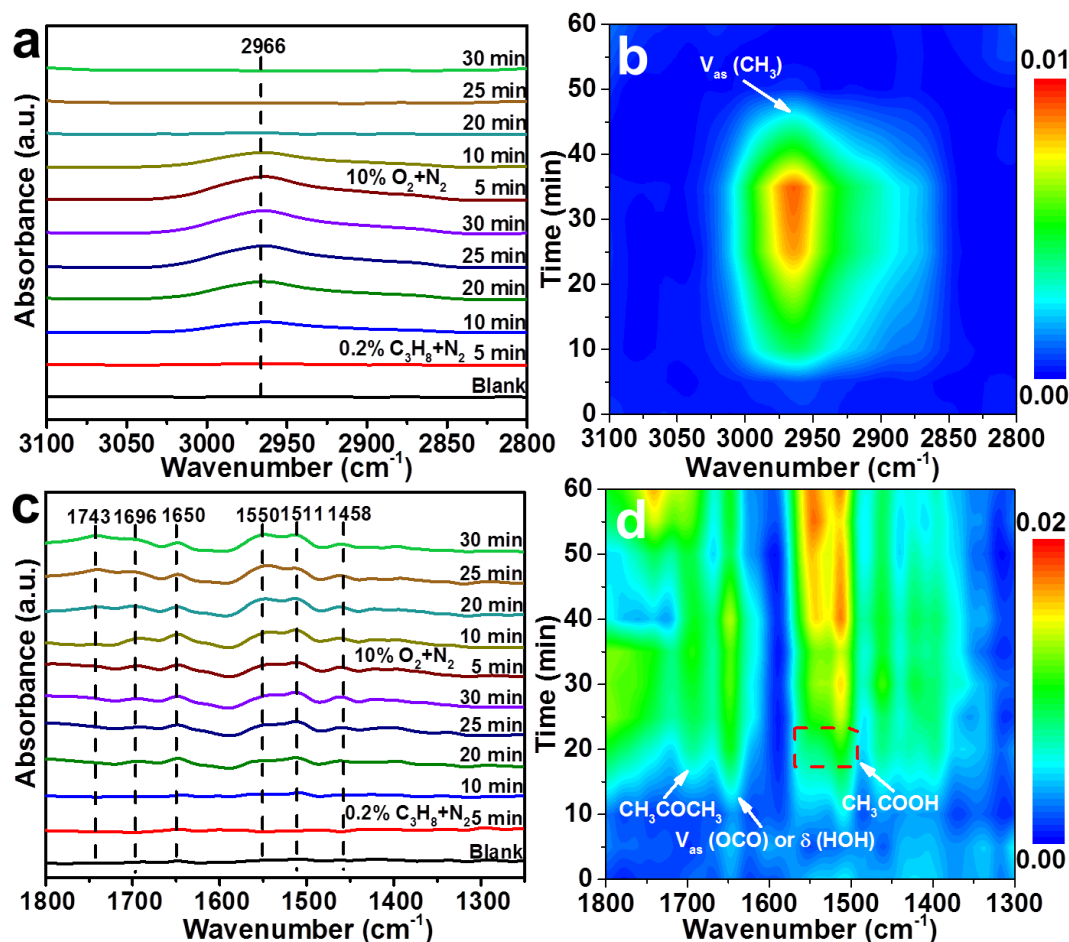 a
2966
30 min
25 min
20 min
10 min
10% O2+N2
5 min
30 min
25 min
20 min
10 min
0.2% C3H8+N2
5 min
Blank
Absorbance (a.u.)
3100 3050 3000 2950 2900 2850 2800
Wavenumber (cm-1)
b
Vas (CH3)
60
50
40
30
20
10
0
Time (min)
3100 3050 3000 2950 2900 2850 2800
Wavenumber (cm-1)
0.01
0.00
c
1743 1696 1650 1550 1511 1458
30 min
25 min
20 min
10 min
10% O2+N2
5 min
30 min
25 min
20 min
10 min
0.2% C3H8+N2
5 min
Blank
Absorbance (a.u.)
1800 1700 1600 1500 1400 1300
Wavenumber (cm-1)
d
60
50
40
30
20
10
0
Time (min)
CH3COCH3
CH3COOH
Vas (OCO) or δ (HOH)
1800 1700 1600 1500 1400 1300
Wavenumber (cm-1)
0.02
0.00